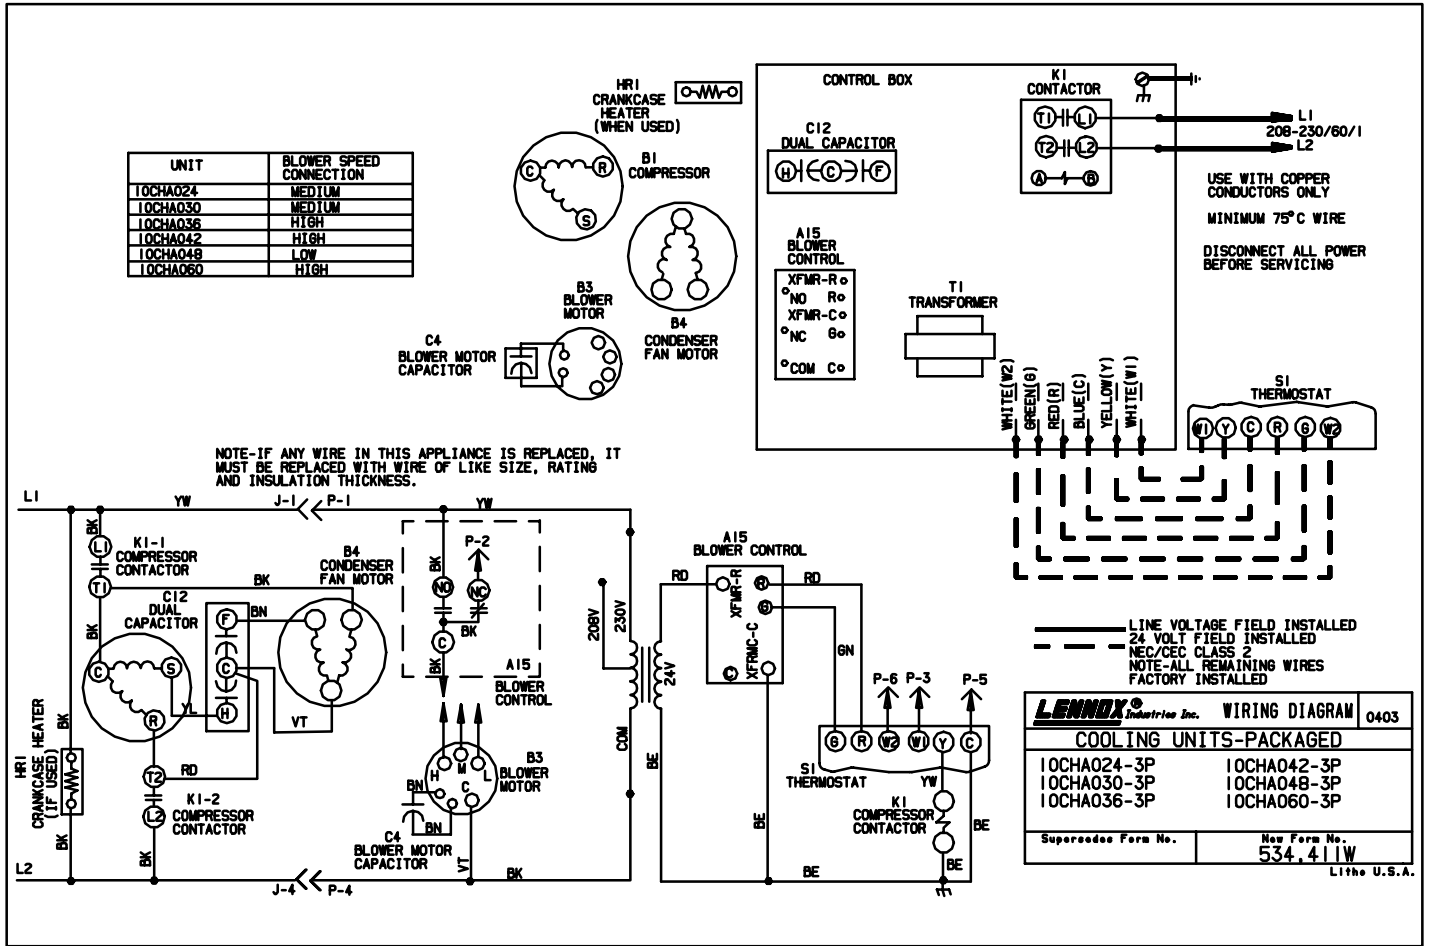 HR1
CRANKCASE
HEATER
(WHEN USED)
CONTROL BOX
K1
CONTACTOR
T1 L1
T2 L2
A B
L1
208-230/60/1
L2
C12
DUAL CAPACITOR
H C F
USE WITH COPPER
CONDUCTORS ONLY
MINIMUM 75°C WIRE
DISCONNECT ALL POWER
BEFORE SERVICING
UNIT BLOWER SPEED CONNECTION
10CHA024 MEDIUM
10CHA030 MEDIUM
10CHA036 HIGH
10CHA042 HIGH
10CHA048 LOW
10CHA060 HIGH
C R
S
B1
COMPRESSOR
B4
CONDENSER
FAN MOTOR
B3
BLOWER
MOTOR
C4
BLOWER MOTOR
CAPACITOR
A15
BLOWER
CONTROL
XFMR-R
NO R
XFMR-C
NC G
COM C
T1
TRANSFORMER
WHITE(W2)
GREEN(G)
RED(R)
BLUE(C)
YELLOW(Y)
WHITE(W1)
S1
THERMOSTAT
W1 Y C R G W2
NOTE-IF ANY WIRE IN THIS APPLIANCE IS REPLACED, IT
MUST BE REPLACED WITH WIRE OF LIKE SIZE, RATING
AND INSULATION THICKNESS.
L1 YW J-1 P-1 YW
BK
L1
K1-1
COMPRESSOR
CONTACTOR
T1
BK
BK
B4
CONDENSER
FAN MOTOR
C12
DUAL
CAPACITOR
F
C
H
BN
C S
R
YL
VT
BK
HR1
CRANKCASE HEATER
(IF USED)
BK
T2
RD
K1-2
COMPRESSOR
CONTACTOR
L2
BK
L2 J-4 P-4 BK
BK
P-2
NO NC
BK
C
BK
A15
BLOWER
CONTROL
H M L
C
B3
BLOWER
MOTOR
BN
BN
C4
BLOWER MOTOR
CAPACITOR
VT
208V
230V
24V
COM
BE
RD
A15
BLOWER CONTROL
XFMR-R
R
G
XFRMC-C
C
RD
GN
BE
BE
P-6 P-3 P-5
G R W2 W1 Y C
S1
THERMOSTAT
YW
K1
COMPRESSOR
CONTACTOR
BE
BE
LINE VOLTAGE FIELD INSTALLED
24 VOLT FIELD INSTALLED
NEC/CEC CLASS 2
NOTE-ALL REMAINING WIRES
FACTORY INSTALLED
LENNOX® Industries Inc. WIRING DIAGRAM 0403
COOLING UNITS-PACKAGED
10CHA024-3P 10CHA042-3P
10CHA030-3P 10CHA048-3P
10CHA036-3P 10CHA060-3P
Supersedes Form No. New Form No.
534,411W
Litho U.S.A.